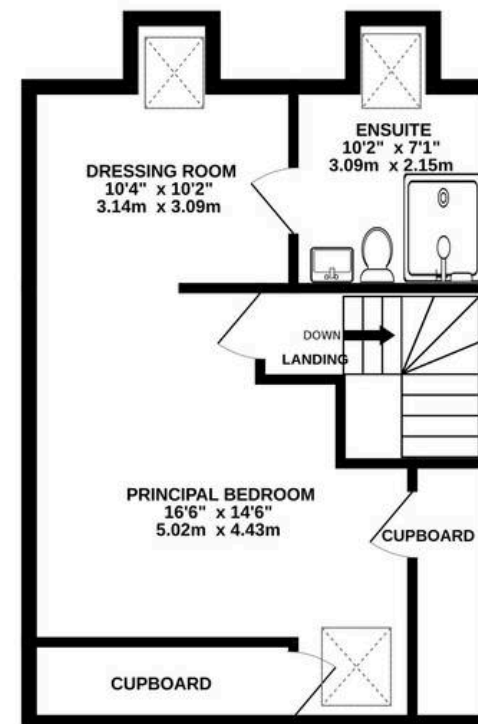 ENSUITE
10'2" x 7'1"
3.09m x 2.15m
DRESSING ROOM
10'4" x 10'2"
3.14m x 3.09m
DOWN
LANDING
PRINCIPAL BEDROOM
16'6" x 14'6"
5.02m x 4.43m
CUPBOARD
CUPBOARD